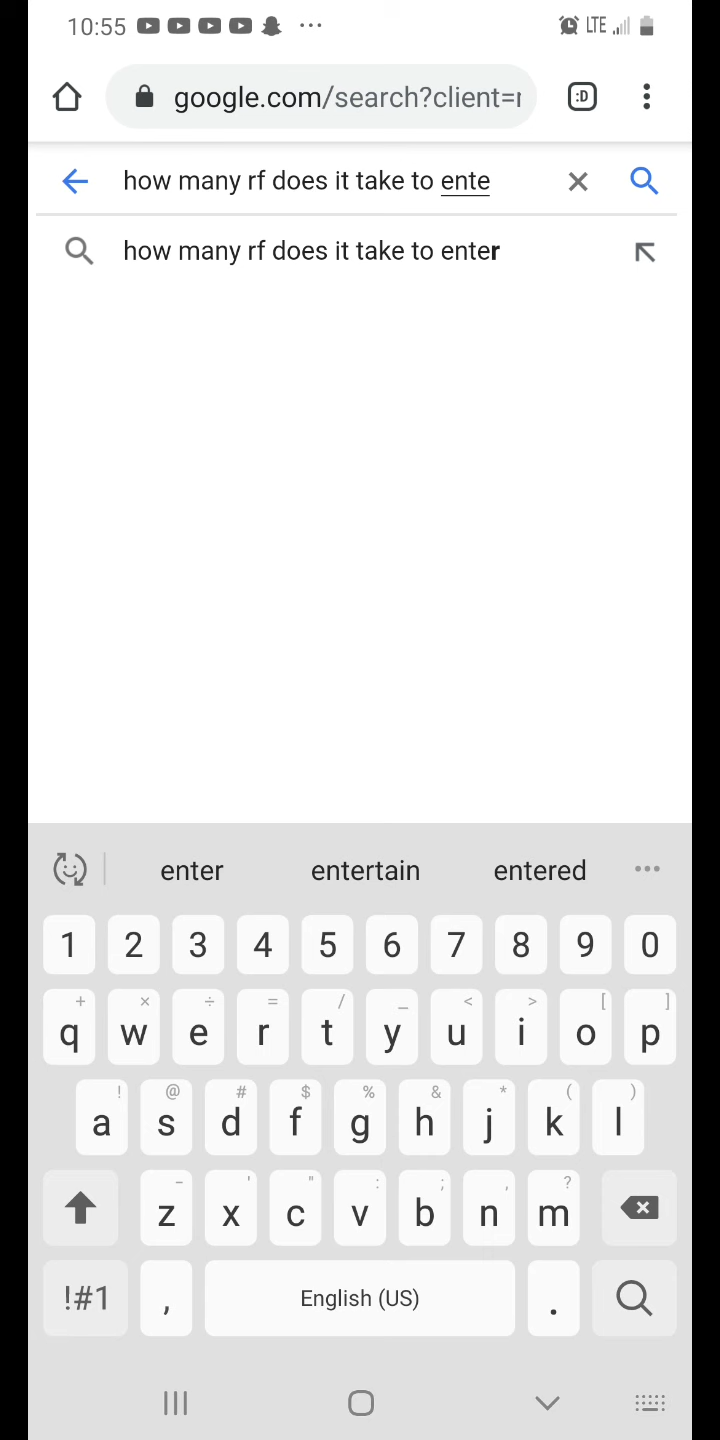 10:55 ... LTE
google.com/search?client=
:D
how many rf does it take to ente
how many rf does it take to enter
enter entertain entered ...
1 2 3 4 5 6 7 8 9 0
+ × ÷ = / _ < > [ ]
q w e r t y u i o p
! @ # $ % & * ( )
a s d f g h j k l
- ' " : ; , ?
z x c v b n m
!#1 , English (US) .